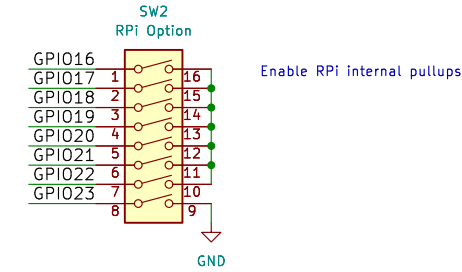 SW2
RPi Option
GPIO16 1 16
GPIO17 2 15
GPIO18 3 14
GPIO19 4 13
GPIO20 5 12
GPIO21 6 11
GPIO22 7 10
GPIO23 8 9
Enable RPi internal pullups
GND